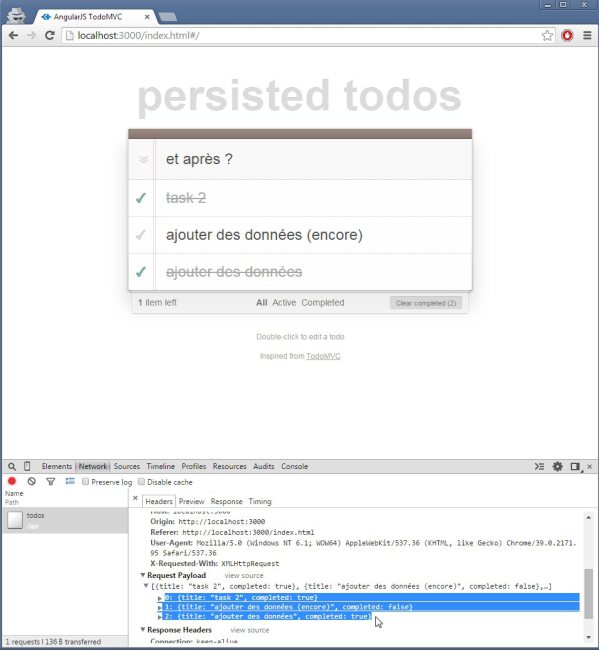 AngularJS TodoMVC
localhost:3000/index.html#/
persisted todos
et après ?
task 2
ajouter des données (encore)
ajouter des données
1 item left All Active Completed Clear completed (2)
Double-click to edit a todo
Inspired from TodoMVC
Elements Network Sources Timeline Profiles Resources Audits Console
Preserve log Disable cache
Name
Path
todos
/api
Headers Preview Response Timing
Host: localhost:3000
Origin: http://localhost:3000
Referer: http://localhost:3000/index.html
User-Agent: Mozilla/5.0 (Windows NT 6.1; WOW64) AppleWebKit/537.36 (KHTML, like Gecko) Chrome/39.0.2171.
95 Safari/537.36
X-Requested-With: XMLHttpRequest
Request Payload view source
[{title: "task 2", completed: true}, {title: "ajouter des données (encore)", completed: false},…]
0: {title: "task 2", completed: true}
1: {title: "ajouter des données (encore)", completed: false}
2: {title: "ajouter des données", completed: true}
Response Headers view source
Connection: keep-alive
1 requests | 136 B transferred